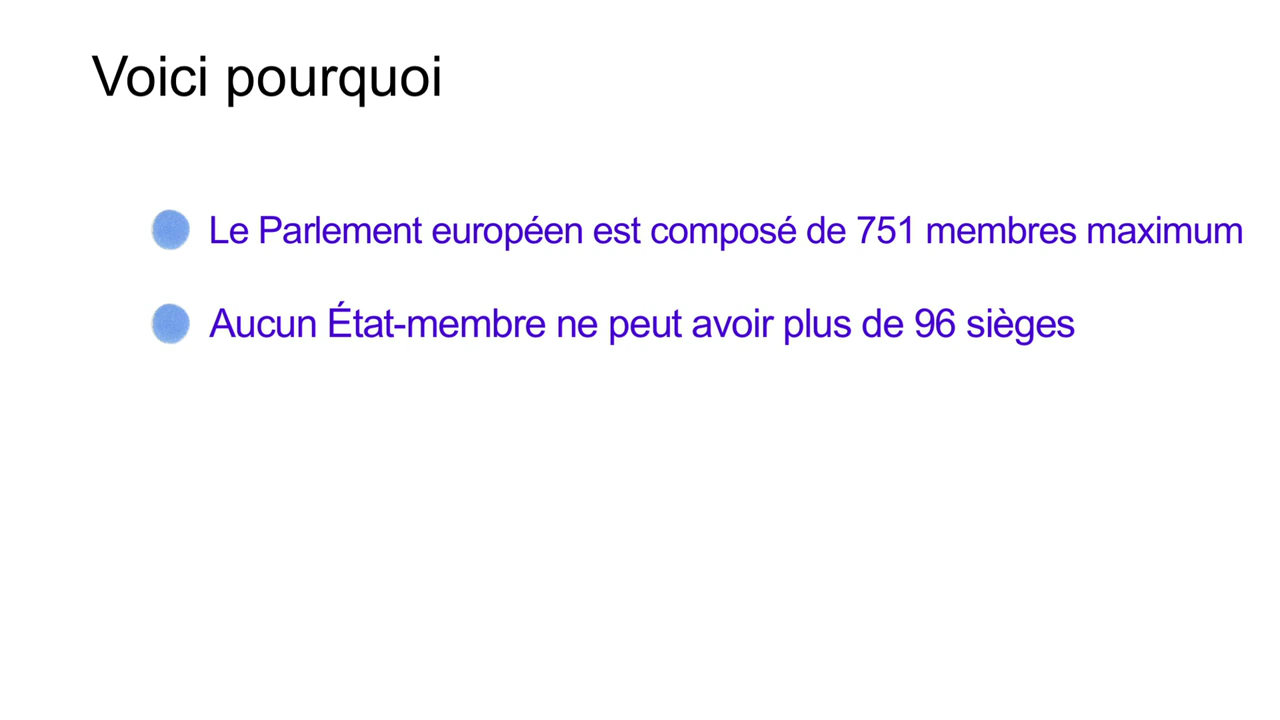 Voici pourquoi
Le Parlement européen est composé de 751 membres maximum
Aucun État-membre ne peut avoir plus de 96 sièges